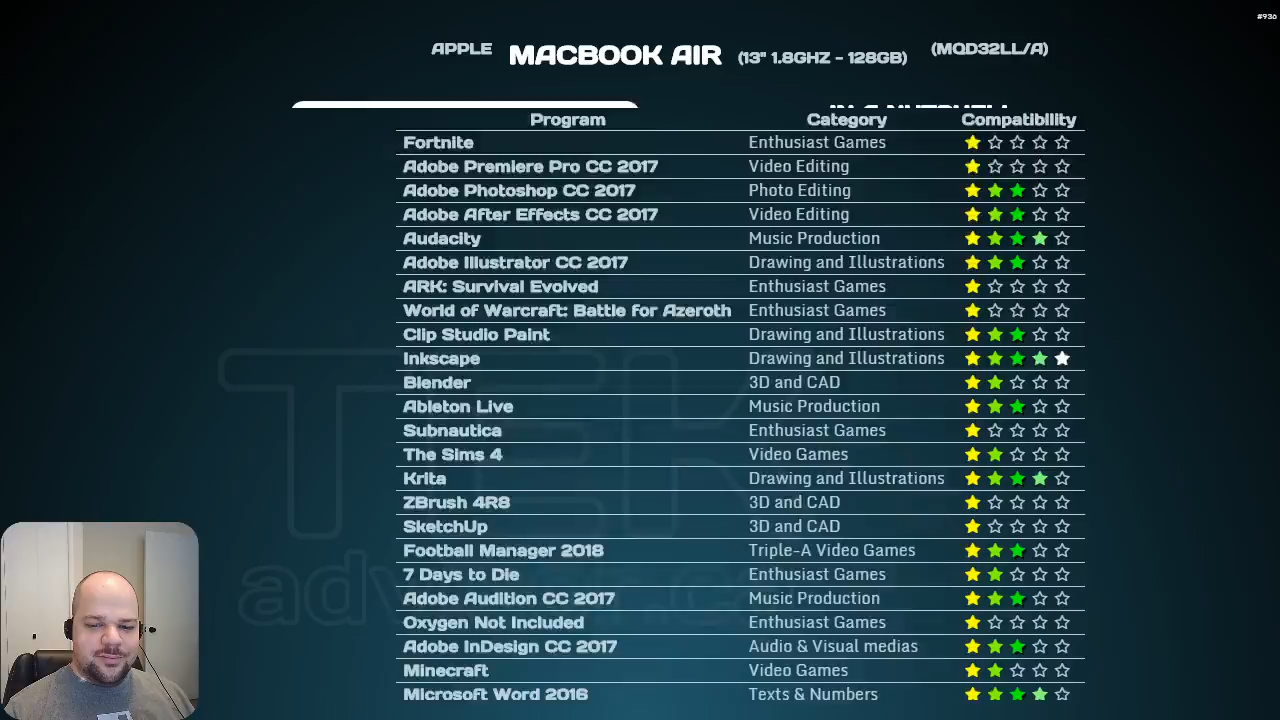 #936
APPLE MACBOOK AIR (13" 1.8GHZ - 128GB) (MQD32LL/A)
IN A NUTSHELL
Program Category Compatibility
Fortnite Enthusiast Games
Adobe Premiere Pro CC 2017 Video Editing
Adobe Photoshop CC 2017 Photo Editing
Adobe After Effects CC 2017 Video Editing
Audacity Music Production
Adobe Illustrator CC 2017 Drawing and Illustrations
ARK: Survival Evolved Enthusiast Games
World of Warcraft: Battle for Azeroth Enthusiast Games
Clip Studio Paint Drawing and Illustrations
Inkscape Drawing and Illustrations
Blender 3D and CAD
Ableton Live Music Production
Subnautica Enthusiast Games
The Sims 4 Video Games
Krita Drawing and Illustrations
ZBrush 4R8 3D and CAD
SketchUp 3D and CAD
Football Manager 2018 Triple-A Video Games
7 Days to Die Enthusiast Games
Adobe Audition CC 2017 Music Production
Oxygen Not Included Enthusiast Games
Adobe InDesign CC 2017 Audio & Visual medias
Minecraft Video Games
Microsoft Word 2016 Texts & Numbers
TEK